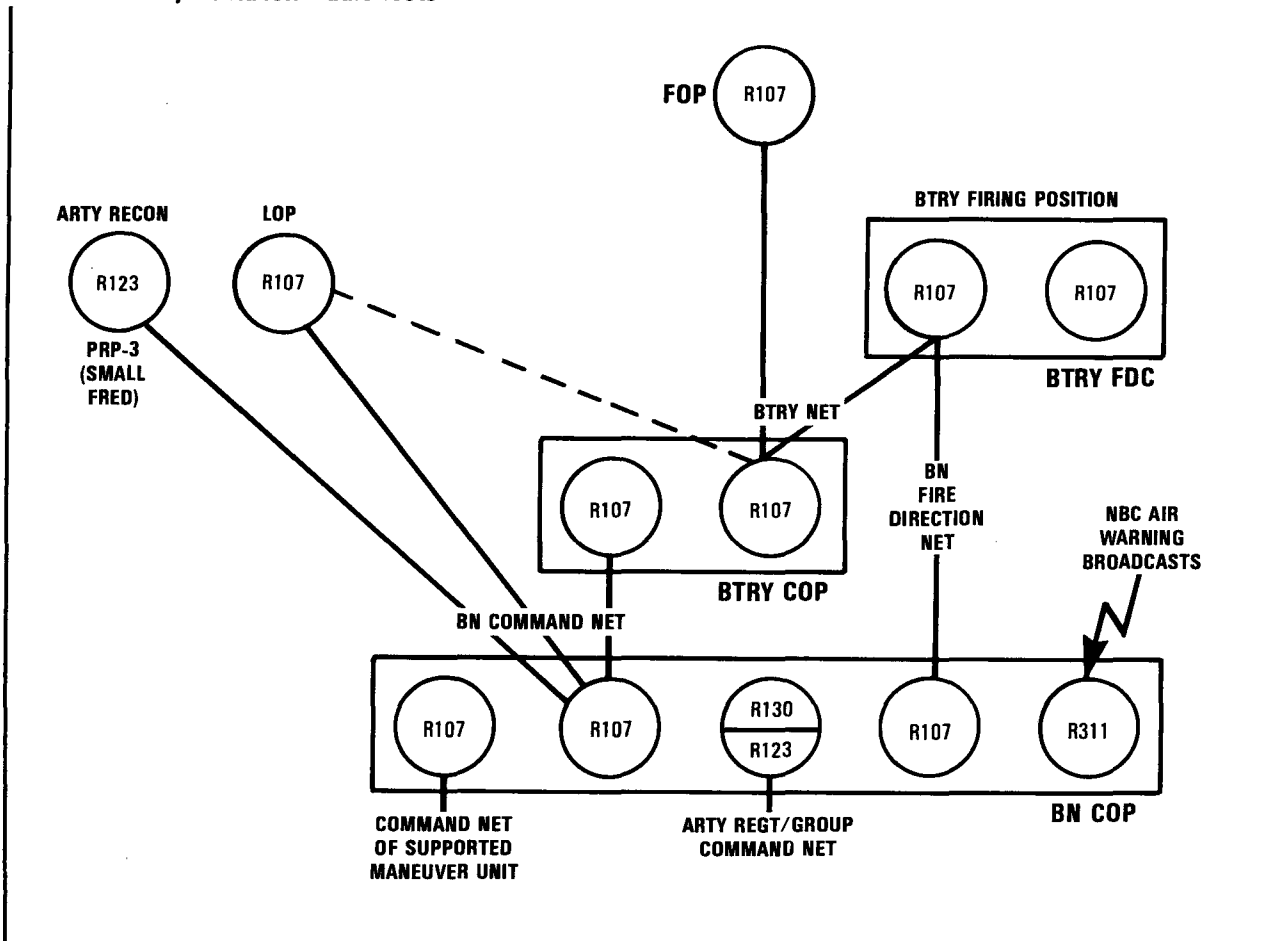 FOP
R107
BTRY FIRING POSITION
ARTY RECON
LOP
R123
R107
R107
R107
PRP-3
(SMALL
FRED)
BTRY FDC
BTRY NET
R107
R107
BN
FIRE
DIRECTION
NET
NBC AIR
WARNING
BROADCASTS
BTRY COP
BN COMMAND NET
R107
R107
R130
R123
R107
R311
BN COP
COMMAND NET
OF SUPPORTED
MANEUVER UNIT
ARTY REGT/GROUP
COMMAND NET